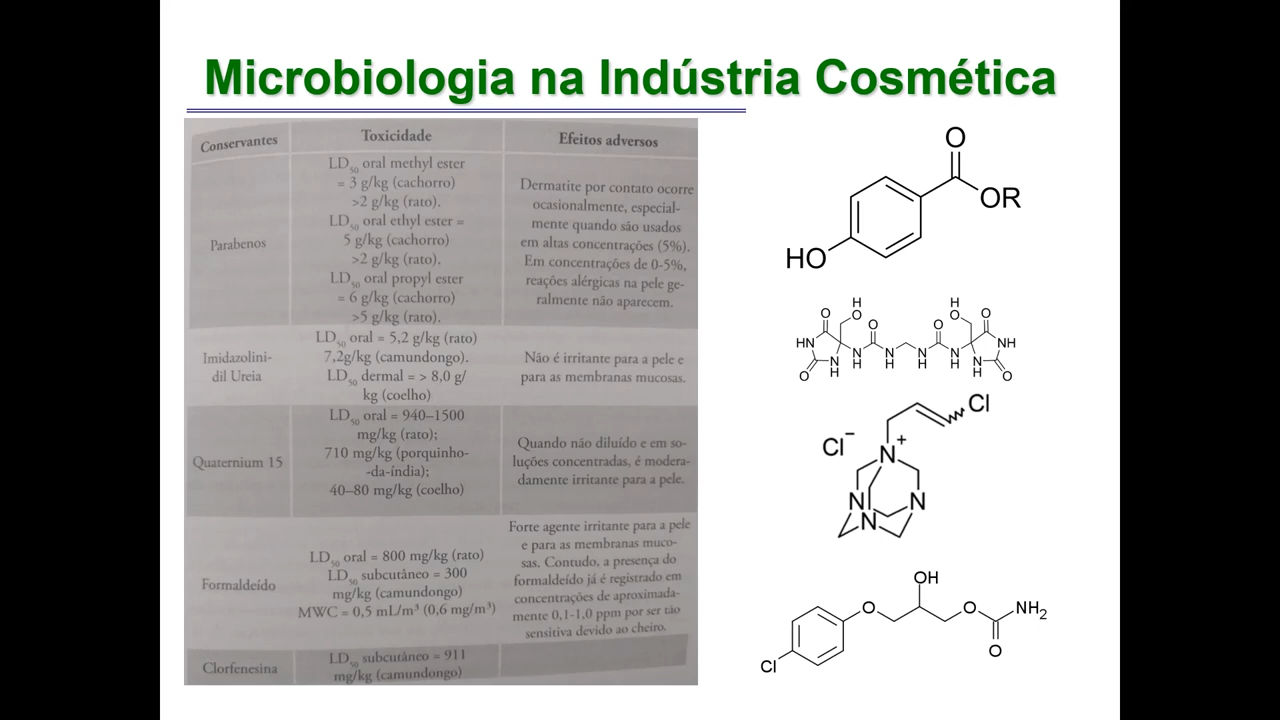 Microbiologia na Indústria Cosmética
Conservantes
Toxicidade
Efeitos adversos
Parabenos
LD50 oral methyl ester
= 3 g/kg (cachorro)
>2 g/kg (rato).
LD50 oral ethyl ester =
5 g/kg (cachorro)
>2 g/kg (rato).
LD50 oral propyl ester
= 6 g/kg (cachorro)
>5 g/kg (rato).
Dermatite por contato ocorre
ocasionalmente, especial-
mente quando são usados
em altas concentrações (5%).
Em concentrações de 0-5%,
reações alérgicas na pele ge-
ralmente não aparecem.
Imidazolini-
dil Ureia
LD50 oral = 5,2 g/kg (rato)
7,2g/kg (camundongo).
LD50 dermal = > 8,0 g/
kg (coelho)
Não é irritante para a pele e
para as membranas mucosas.
Quaternium 15
LD50 oral = 940–1500
mg/kg (rato);
710 mg/kg (porquinho-
-da-índia);
40–80 mg/kg (coelho)
Quando não diluído e em so-
luções concentradas, é modera-
damente irritante para a pele.
Formaldeído
LD50 oral = 800 mg/kg (rato)
LD50 subcutâneo = 300
mg/kg (camundongo)
MWC = 0,5 mL/m³ (0,6 mg/m³)
Forte agente irritante para a pele
e para as membranas muco-
sas. Contudo, a presença do
formaldeído já é registrado em
concentrações de aproximada-
mente 0,1-1,0 ppm por ser tão
sensitiva devido ao cheiro.
Clorfenesina
LD50 subcutâneo = 911
mg/kg (camundongo)
O
OR
HO
H
O
H
O
O
O
O
O
HN
NH
N
H
N
H
N
H
N
H
N
H
N
H
O
O
Cl
Cl−
N+
N
N
N
OH
O
O
NH2
O
Cl